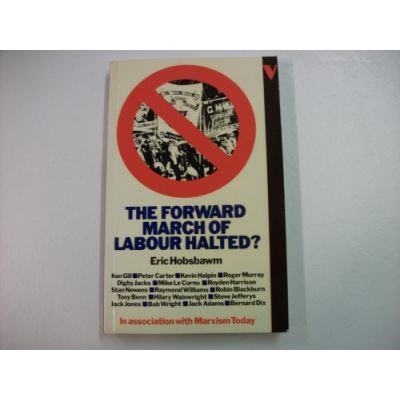 V
G.M.W.U
THE FORWARD
MARCH OF
LABOUR HALTED?
Eric Hobsbawm
Ken Gill ■ Peter Carter ■ Kevin Halpin ■ Roger Murray
Digby Jacks ■ Mike Le Cornu ■ Royden Harrison
Stan Newens ■ Raymond Williams ■ Robin Blackburn
Tony Benn ■ Hilary Wainwright ■ Steve Jefferys
Jack Jones ■ Bob Wright ■ Jack Adams ■ Bernard Dix
In association with Marxism Today